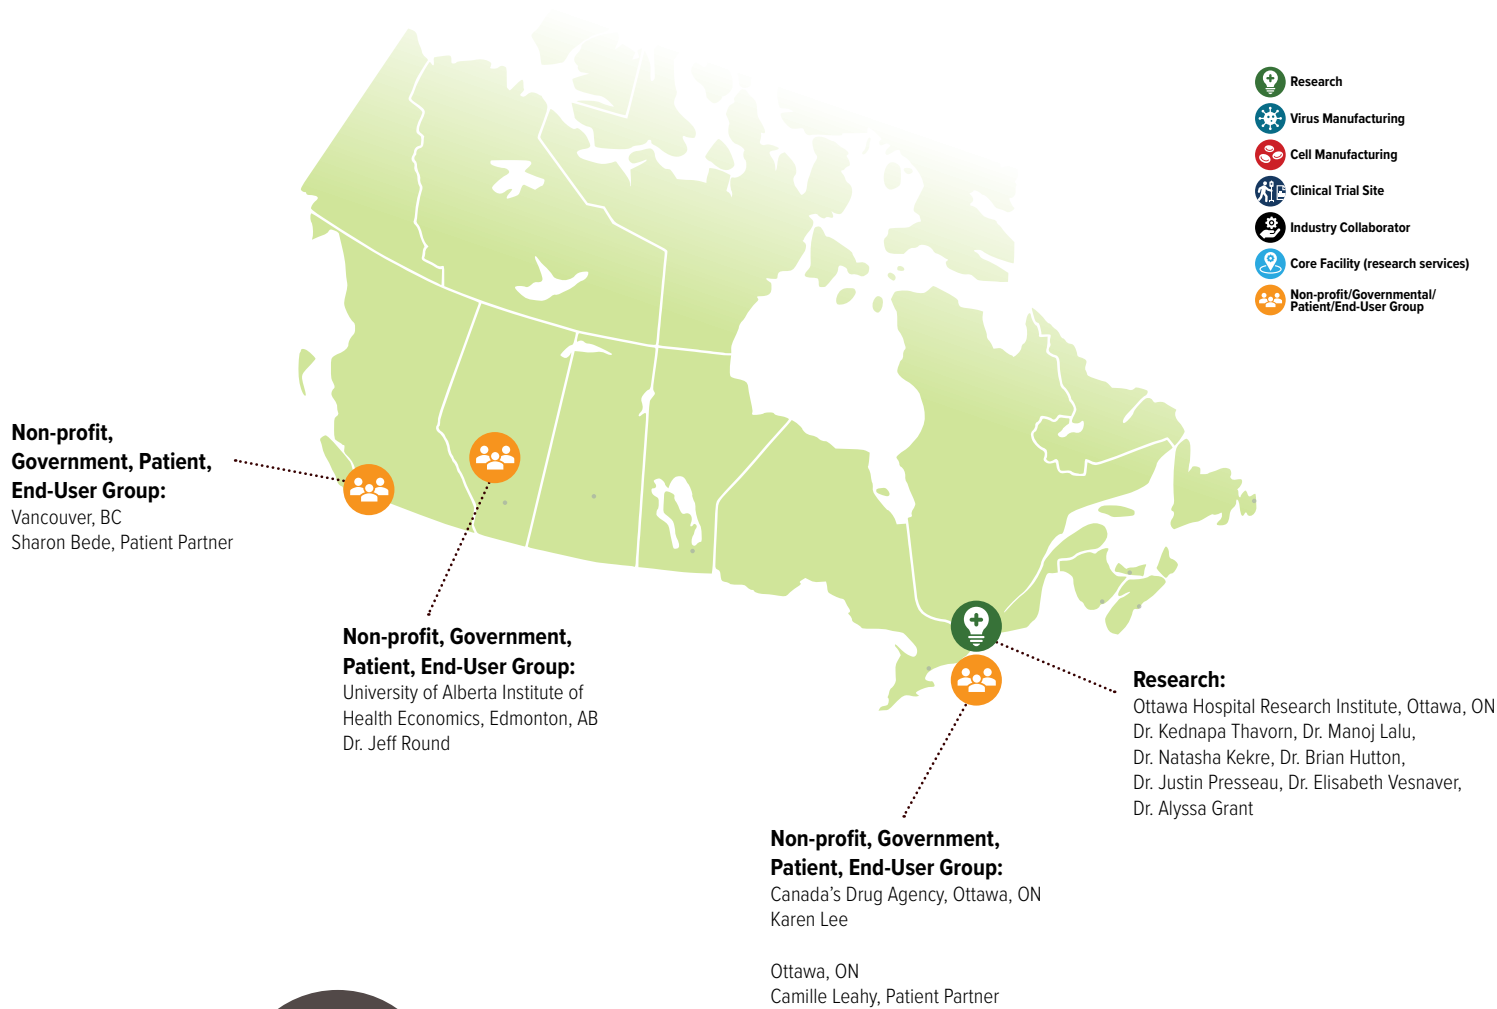 Research
Virus Manufacturing
Cell Manufacturing
Clinical Trial Site
Industry Collaborator
Core Facility (research services)
Non-profit/Governmental/
Patient/End-User Group
Non-profit,
Government, Patient,
End-User Group:
Vancouver, BC
Sharon Bede, Patient Partner
Non-profit, Government,
Patient, End-User Group:
University of Alberta Institute of
Health Economics, Edmonton, AB
Dr. Jeff Round
Research:
Ottawa Hospital Research Institute, Ottawa, ON
Dr. Kednapa Thavorn, Dr. Manoj Lalu,
Dr. Natasha Kekre, Dr. Brian Hutton,
Dr. Justin Presseau, Dr. Elisabeth Vesnaver,
Dr. Alyssa Grant
Non-profit, Government,
Patient, End-User Group:
Canada’s Drug Agency, Ottawa, ON
Karen Lee
Ottawa, ON
Camille Leahy, Patient Partner